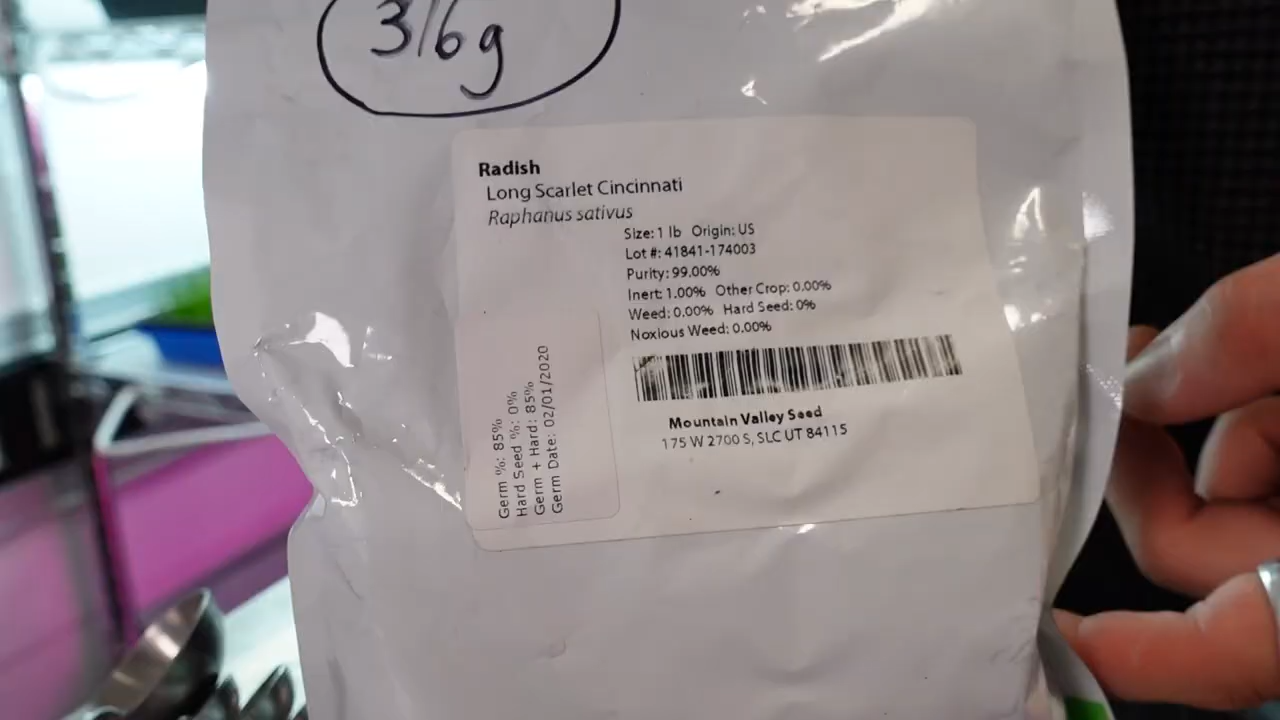 316g
Radish
Long Scarlet Cincinnati
Raphanus sativus
Size: 1 lb Origin: US
Lot #: 41841-174003
Purity: 99.00%
Inert: 1.00% Other Crop: 0.00%
Weed: 0.00% Hard Seed: 0%
Noxious Weed: 0.00%
Mountain Valley Seed
175 W 2700 S, SLC UT 84115
Germ %: 85%
Hard Seed %: 0%
Germ + Hard: 85%
Germ Date: 02/01/2020